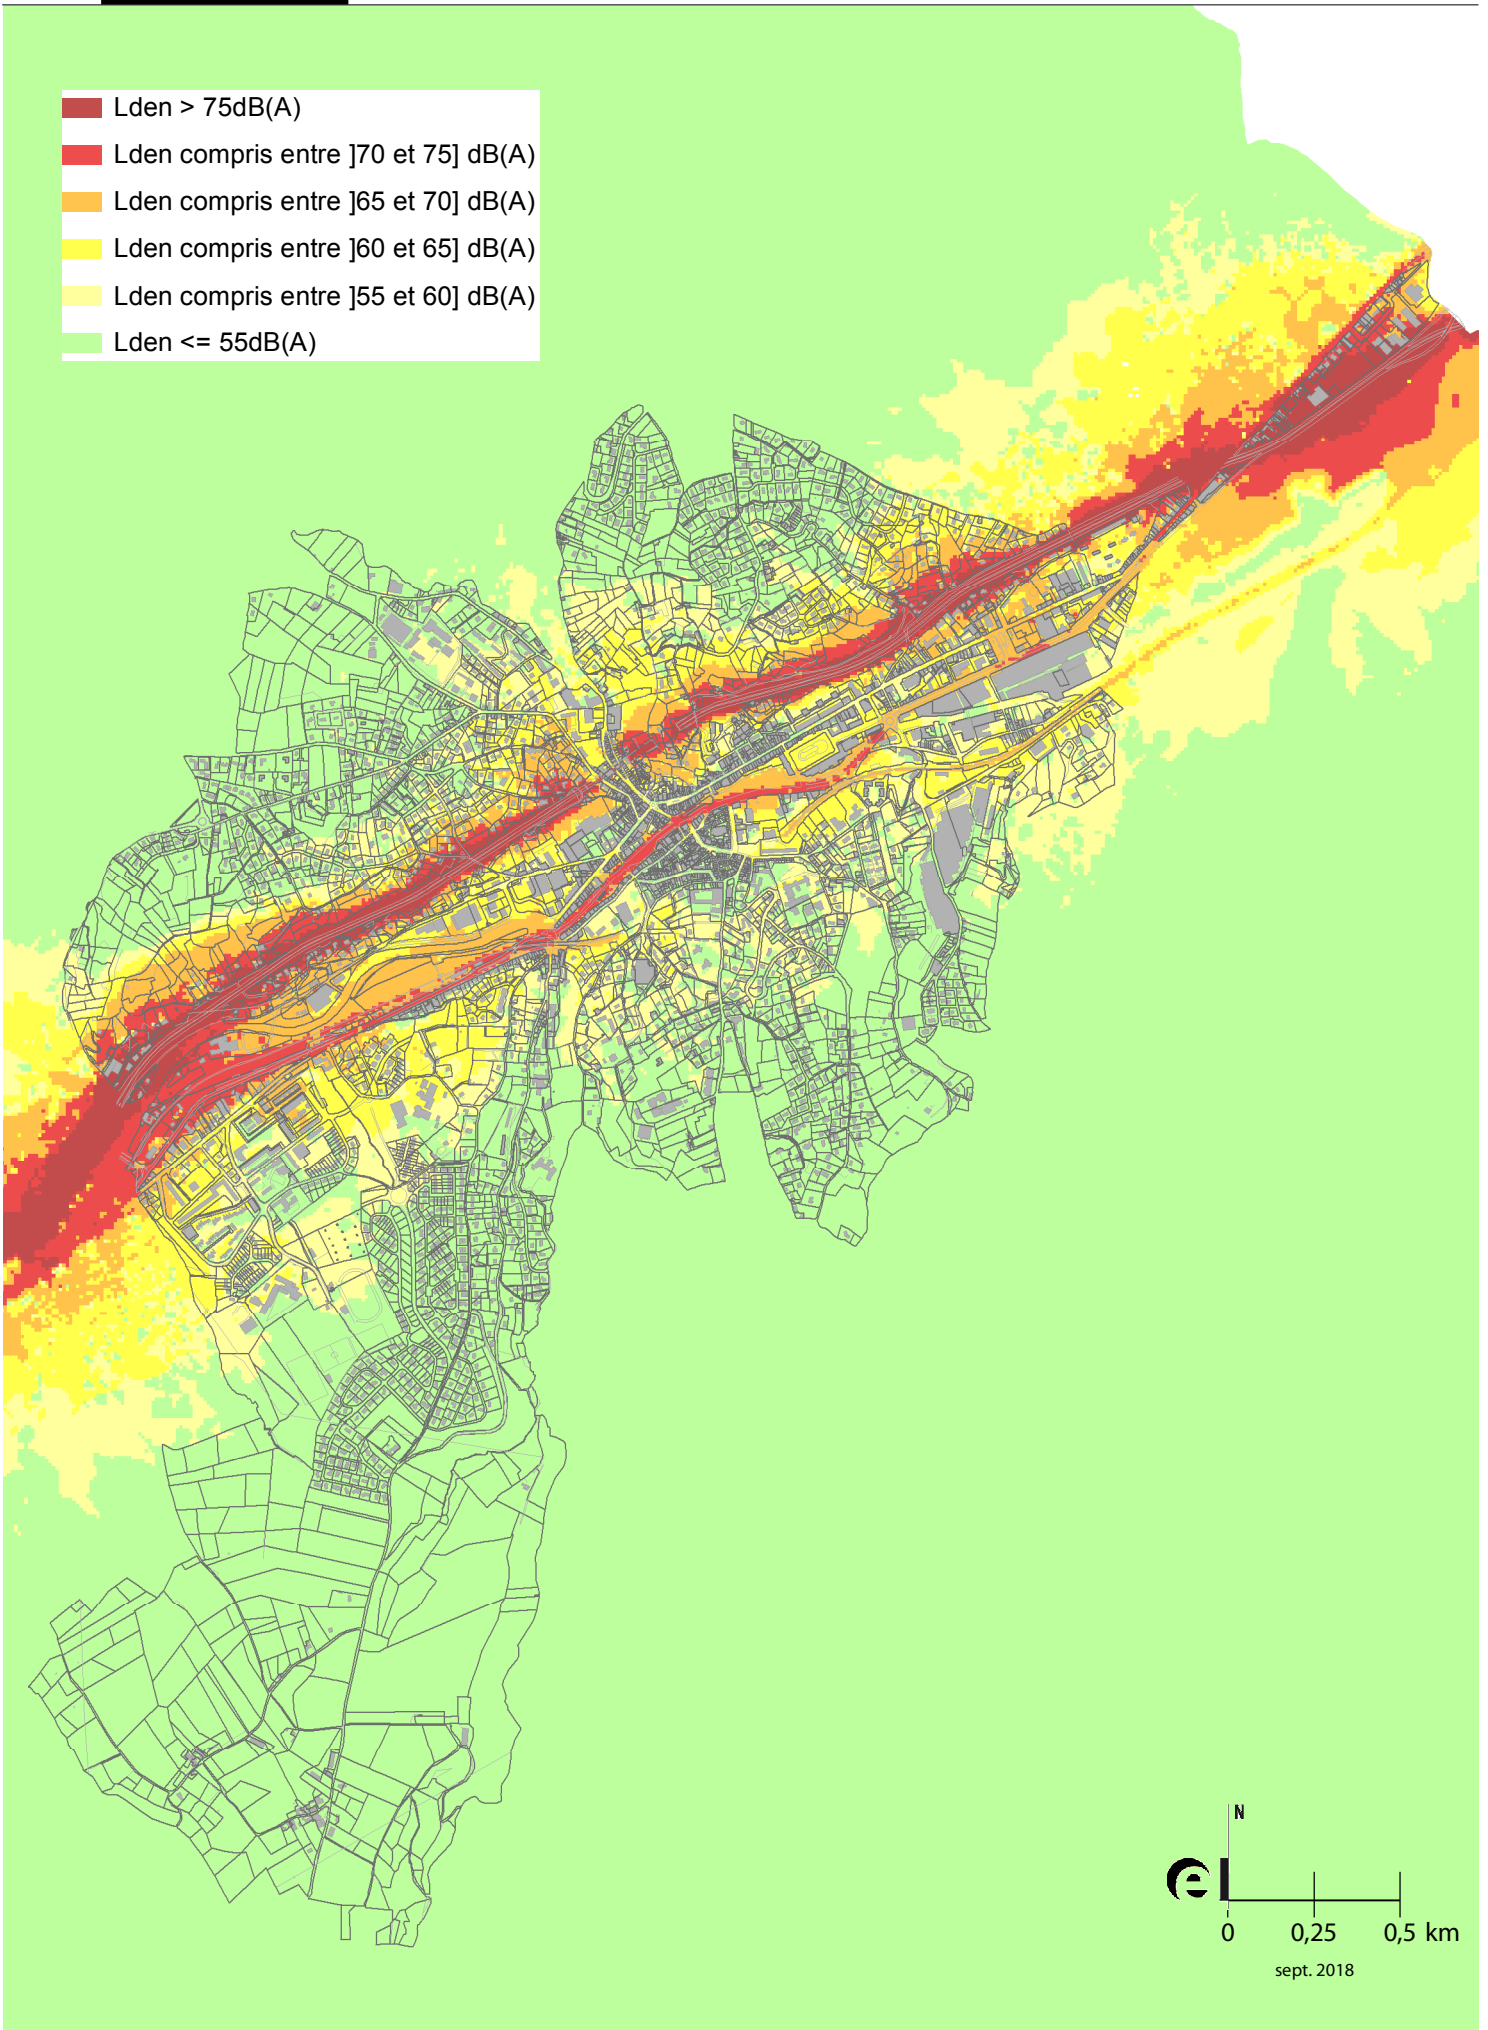 Lden > 75dB(A)
Lden compris entre ]70 et 75] dB(A)
Lden compris entre ]65 et 70] dB(A)
Lden compris entre ]60 et 65] dB(A)
Lden compris entre ]55 et 60] dB(A)
Lden <= 55dB(A)
N
e
0 0,25 0,5 km
sept. 2018